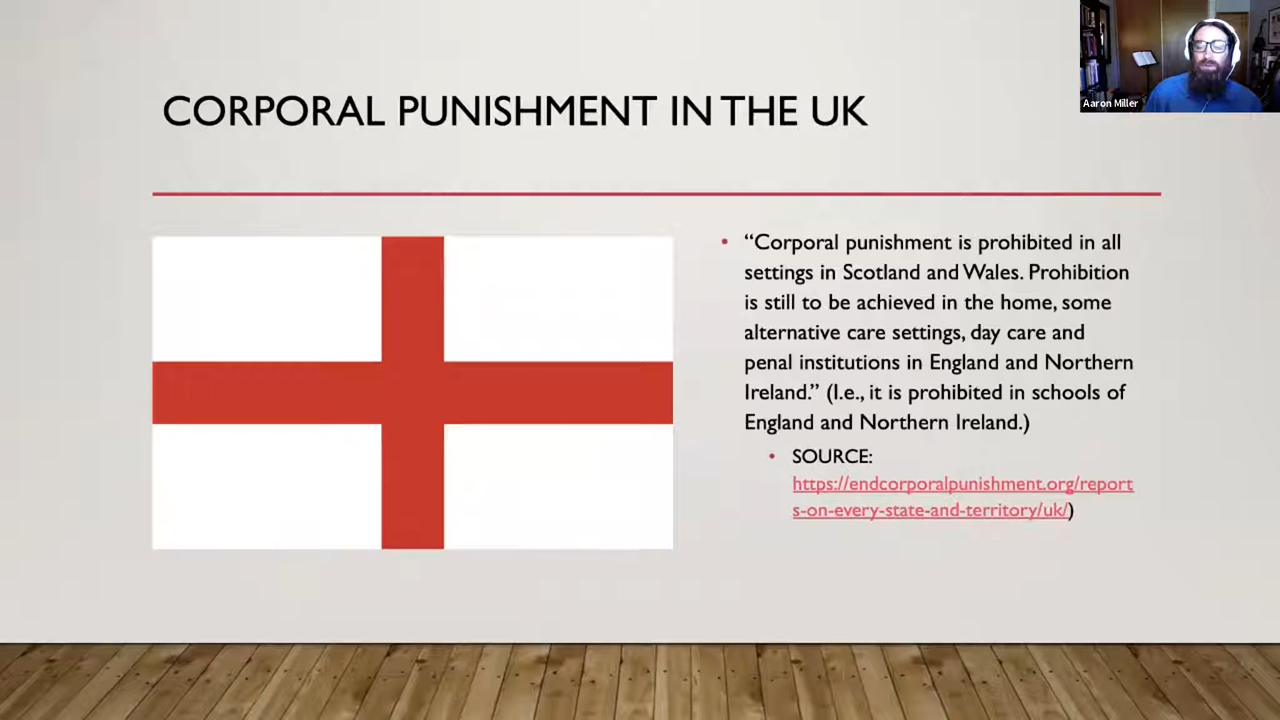 Aaron Miller
CORPORAL PUNISHMENT IN THE UK
• “Corporal punishment is prohibited in all
settings in Scotland and Wales. Prohibition
is still to be achieved in the home, some
alternative care settings, day care and
penal institutions in England and Northern
Ireland.” (I.e., it is prohibited in schools of
England and Northern Ireland.)
• SOURCE:
https://endcorporalpunishment.org/report
s-on-every-state-and-territory/uk/)